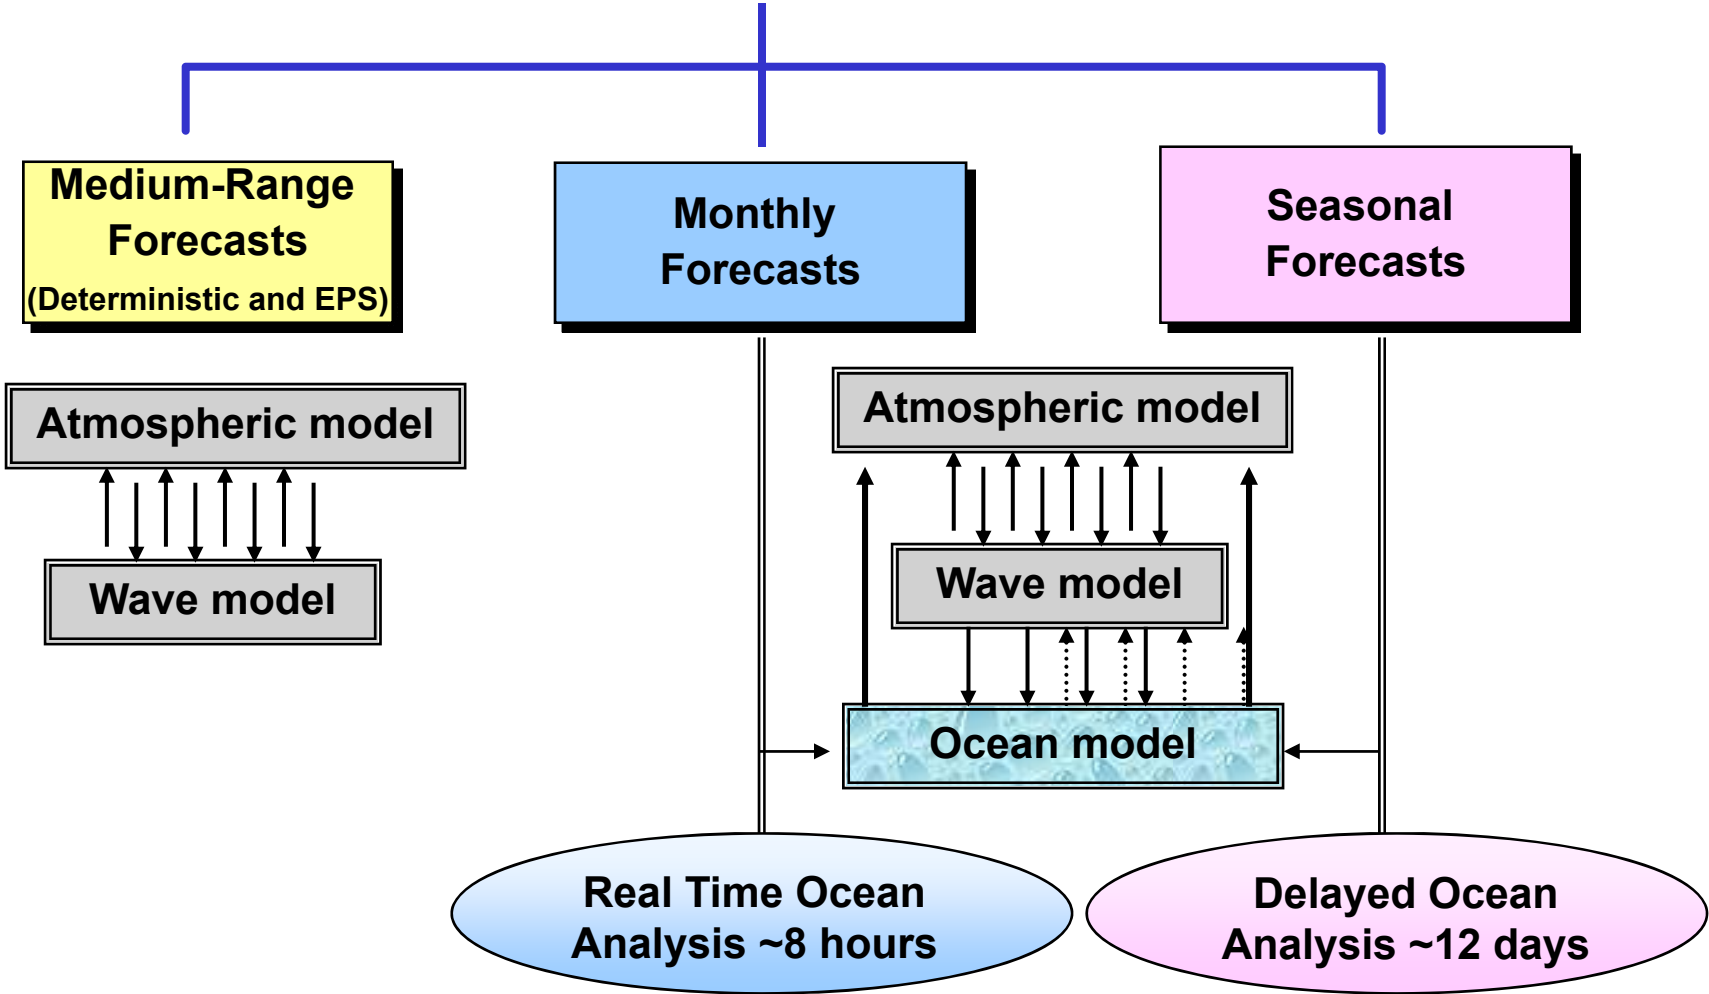 Medium-Range
Forecasts
(Deterministic and EPS)
Monthly
Forecasts
Seasonal
Forecasts
Atmospheric model
Wave model
Atmospheric model
Wave model
Ocean model
Real Time Ocean
Analysis ~8 hours
Delayed Ocean
Analysis ~12 days